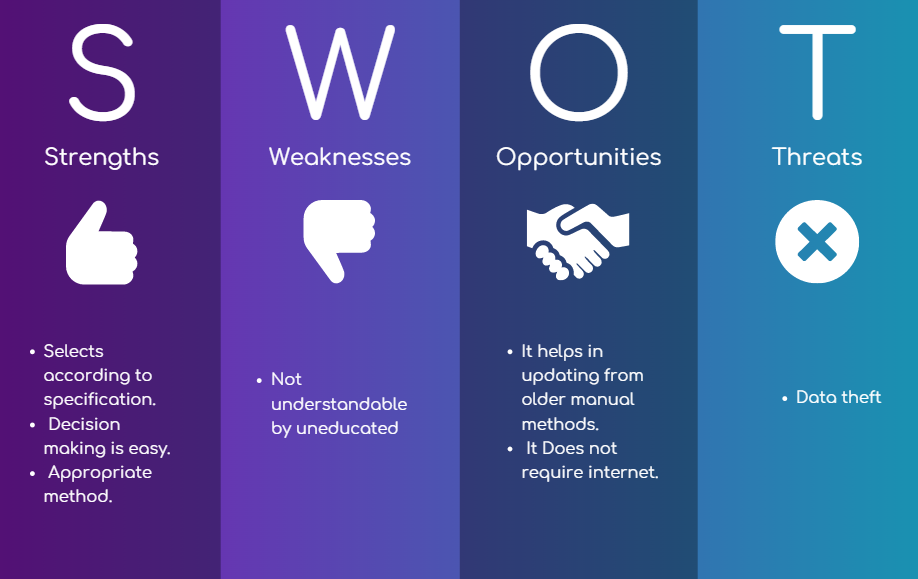 S
Strengths
• Selects
according to
specification.
• Decision
making is easy.
• Appropriate
method.
W
Weaknesses
• Not
understandable
by uneducated
O
Opportunities
• It helps in
updating from
older manual
methods.
• It Does not
require internet.
T
Threats
• Data theft